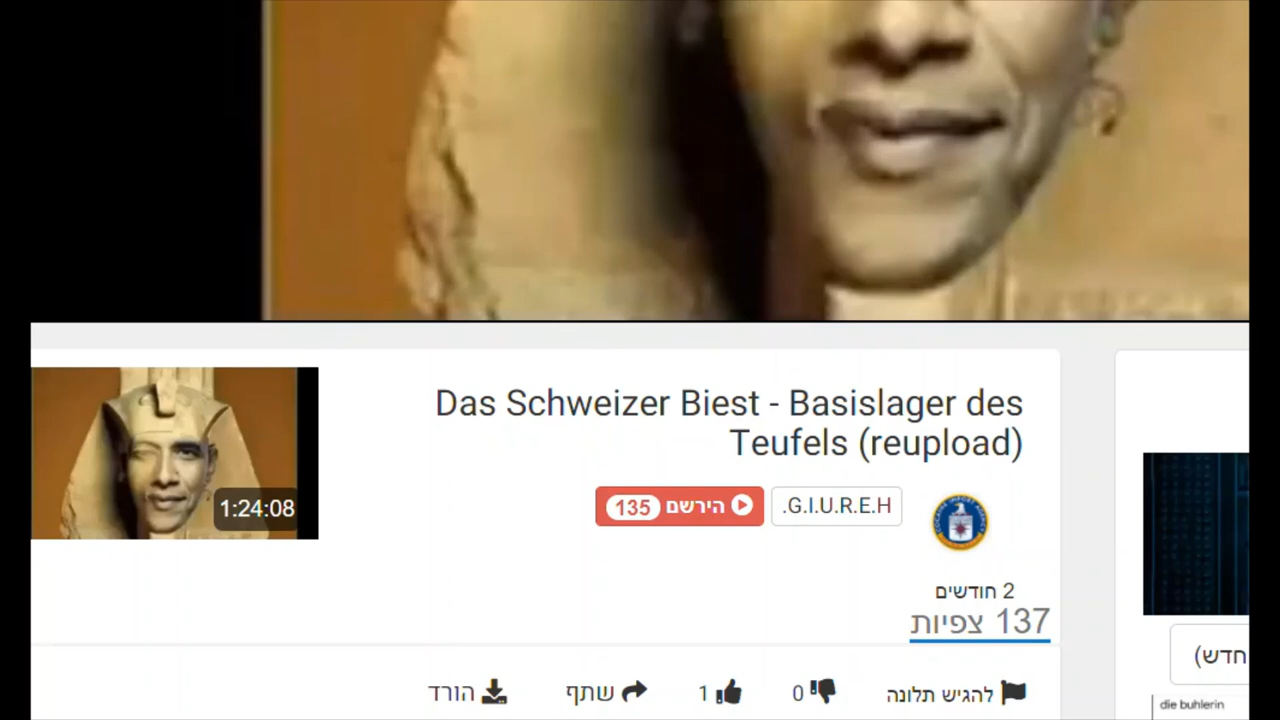 Das Schweizer Biest - Basislager des
Teufels (reupload)
1:24:08
.G.I.U.R.E.H
הירשם 135
2 חודשים
137 צפיות
להגיש תלונה
0
1
שתף
הורד
חדש)
die buhlerin